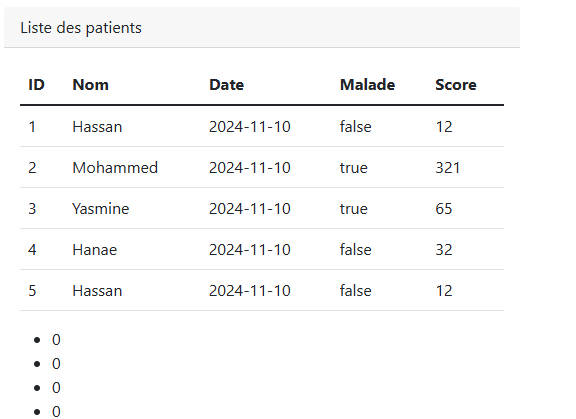 Liste des patients
ID Nom Date Malade Score
1 Hassan 2024-11-10 false 12
2 Mohammed 2024-11-10 true 321
3 Yasmine 2024-11-10 true 65
4 Hanae 2024-11-10 false 32
5 Hassan 2024-11-10 false 12
• 0
• 0
• 0
• 0